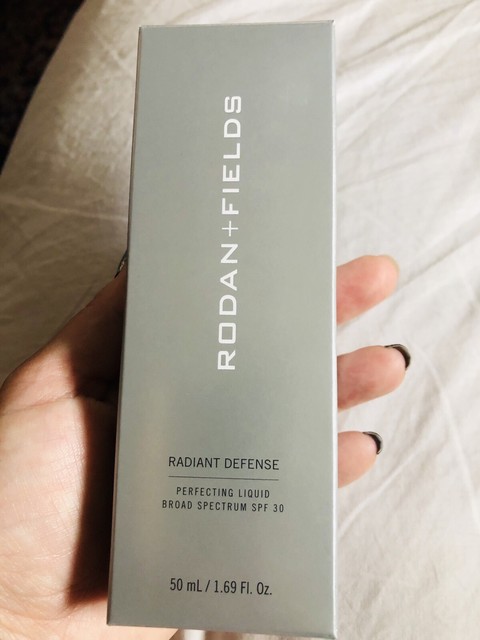 RODAN+FIELDS
RADIANT DEFENSE
PERFECTING LIQUID
BROAD SPECTRUM SPF 30
50 mL / 1.69 Fl. Oz.